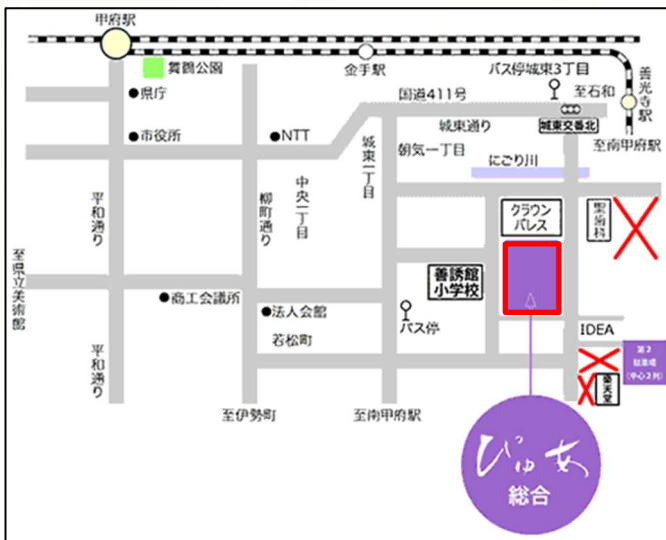 甲府駅
舞鶴公園
金手駅
バス停城東3丁目
善光寺駅
国道411号
至石和
●県庁
城東通り
城東交番北
●市役所
●NTT
城東一丁目
朝気一丁目
至南甲府駅
にごり川
平和通り
柳町通り
中央一丁目
クラウン
パレス
聖歯科
至県立美術館
善誘館
小学校
●商工会議所
●法人会館
バス停
若松町
IDEA
平和通り
第2
駐車場
(中心2列)
至伊勢町
至南甲府駅
ぴゅあ
総合